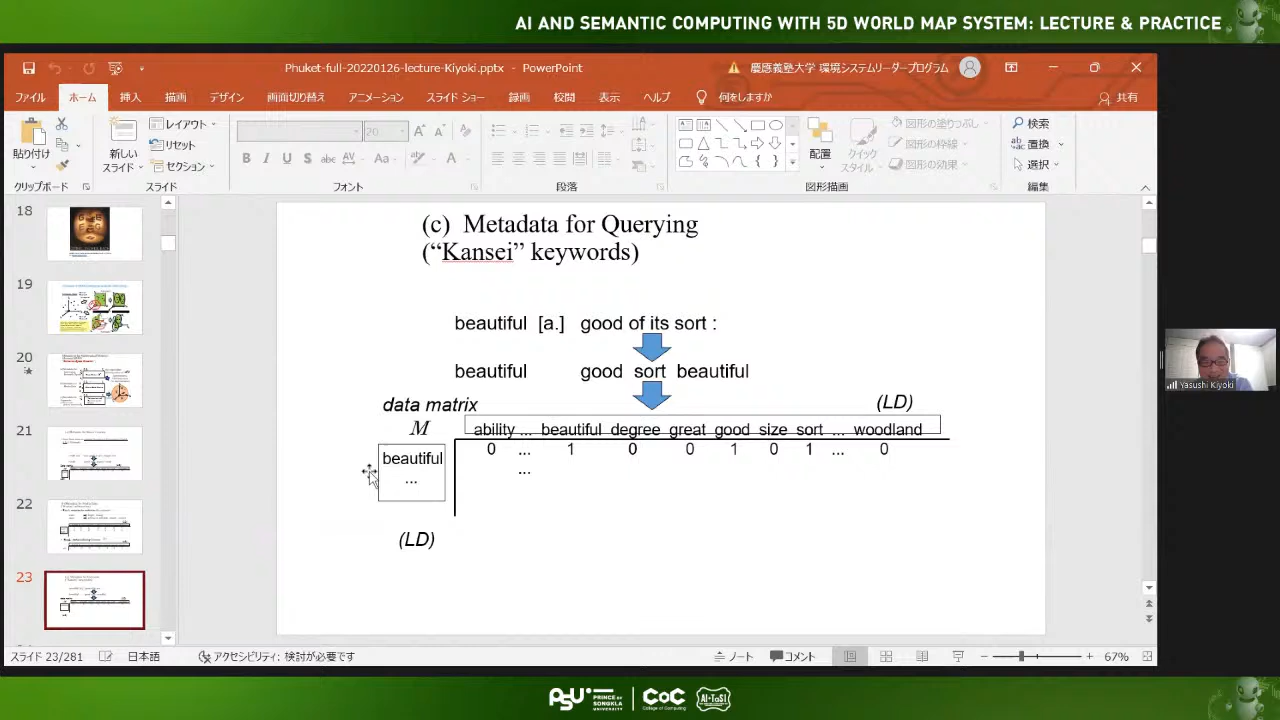 AI AND SEMANTIC COMPUTING WITH 5D WORLD MAP SYSTEM: LECTURE & PRACTICE
Phuket-full-20220126-lecture-Kiyoki.pptx - PowerPoint
慶應義塾大学 環境システムリーダープログラム
ファイル ホーム 挿入 描画 デザイン 画面切り替え アニメーション スライド ショー 録画 校閲 表示 ヘルプ 何をしますか 共有
貼り付け
新しい
スライド
レイアウト
リセット
セクション
20
配置
クイック
スタイル
図形の塗りつぶし
図形の枠線
図形の効果
検索
置換
選択
クリップボード スライド フォント 段落 図形描画 編集
18
19
20
21
22
23
(c) Metadata for Querying
(“Kansei” keywords)
beautiful [a.] good of its sort :
beautiful good sort beautiful
data matrix (LD)
M ability ... beautiful degree great good size sort ... woodland
beautiful 0 ... 1 0 0 1 0 1 ... 0
... ...
(LD)
Yasushi Kiyoki
スライド 23/281 日本語 アクセシビリティ: 検討が必要です ノート コメント 67%
PSU PRINCE OF SONGKLA UNIVERSITY CoC College of Computing AI-TaSI